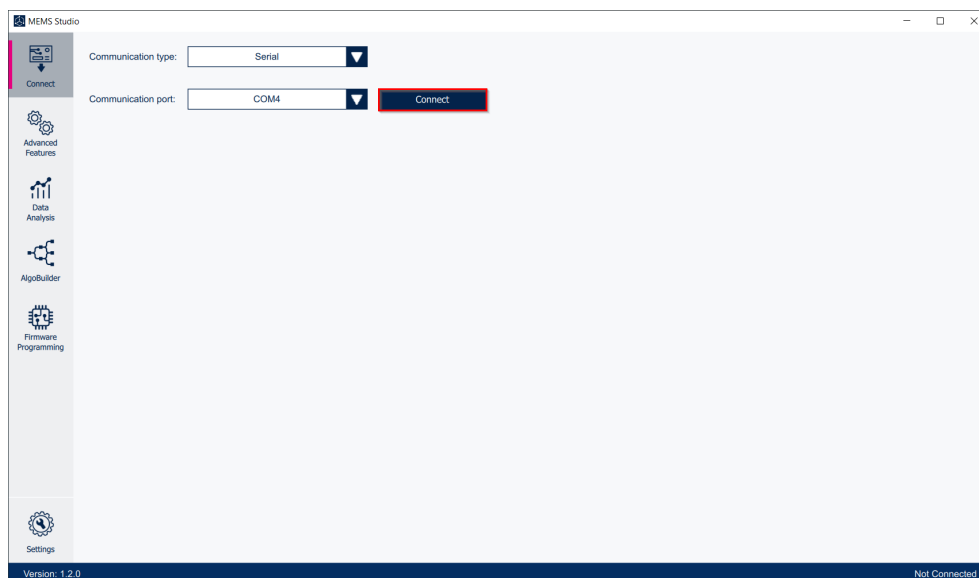 MEMS Studio
Connect
Communication type:
Serial
Communication port:
COM4
Connect
Advanced
Features
Data
Analysis
AlgoBuilder
Firmware
Programming
Settings
Version: 1.2.0
Not Connected